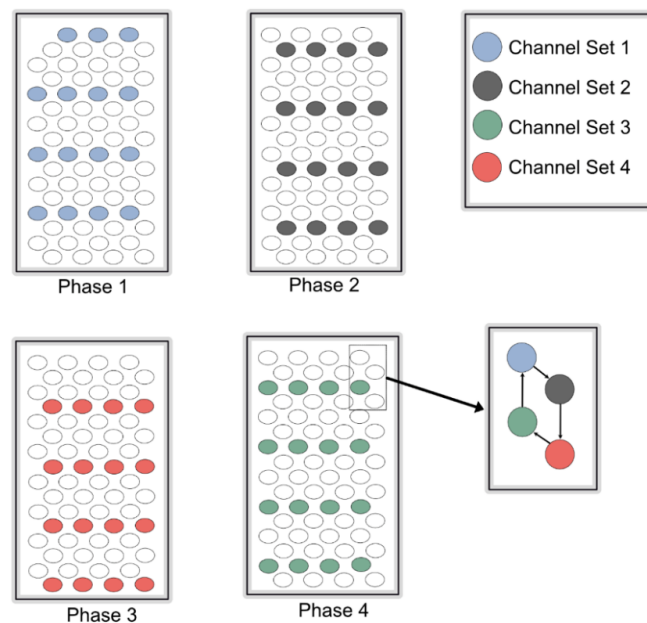 Channel Set 1
Channel Set 2
Channel Set 3
Channel Set 4
Phase 1
Phase 2
Phase 3
Phase 4